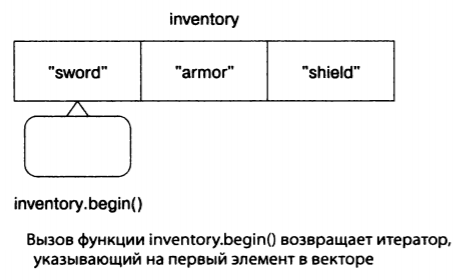 inventory
"sword" "armor" "shield"
inventory.begin()
Вызов функции inventory.begin() возвращает итератор,
указывающий на первый элемент в векторе